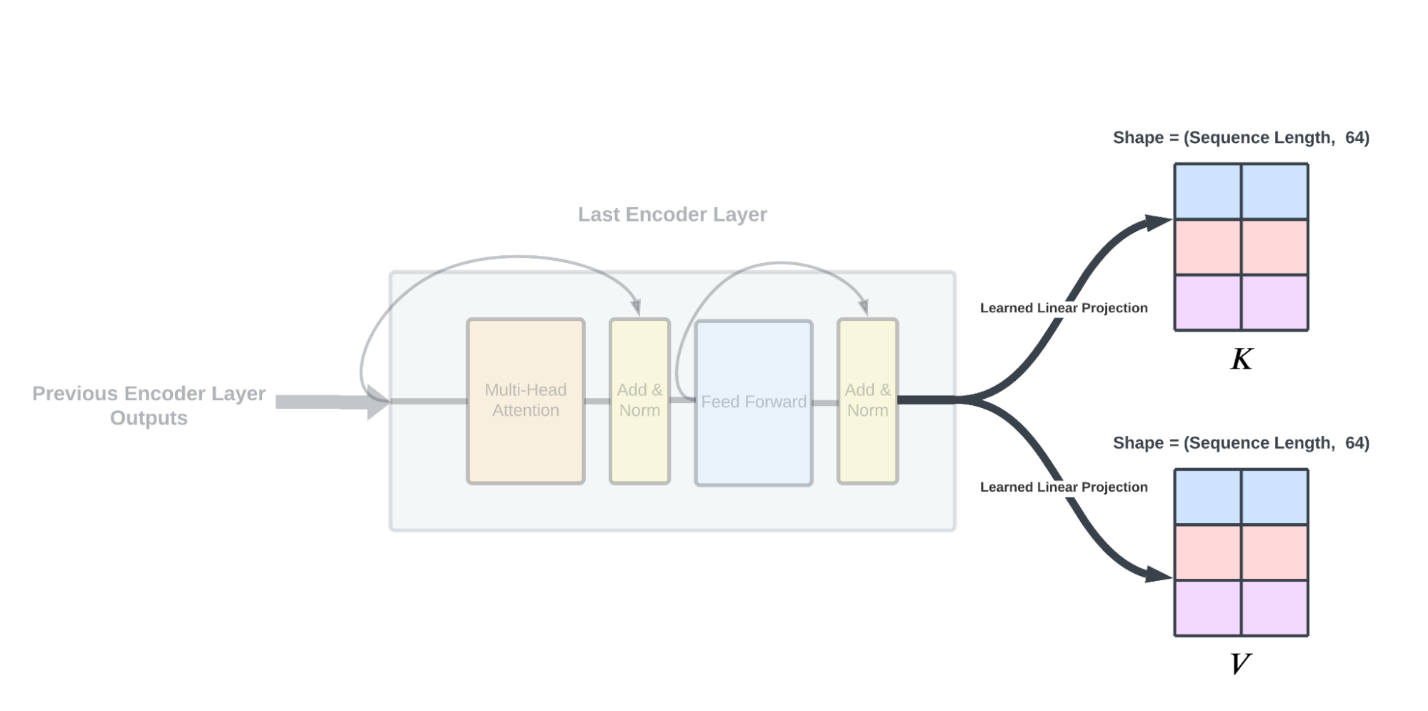 Shape = (Sequence Length,  64)
Last Encoder Layer
Learned Linear Projection
K
Previous Encoder Layer
Outputs
Multi-Head
Attention
Add &
Norm
Feed Forward
Add &
Norm
Shape = (Sequence Length,  64)
Learned Linear Projection
V